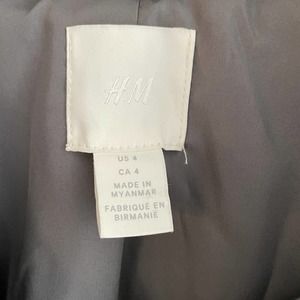 H&M
US 4
CA 4
MADE IN
MYANMAR
FABRIQUÉ EN
BIRMANIE